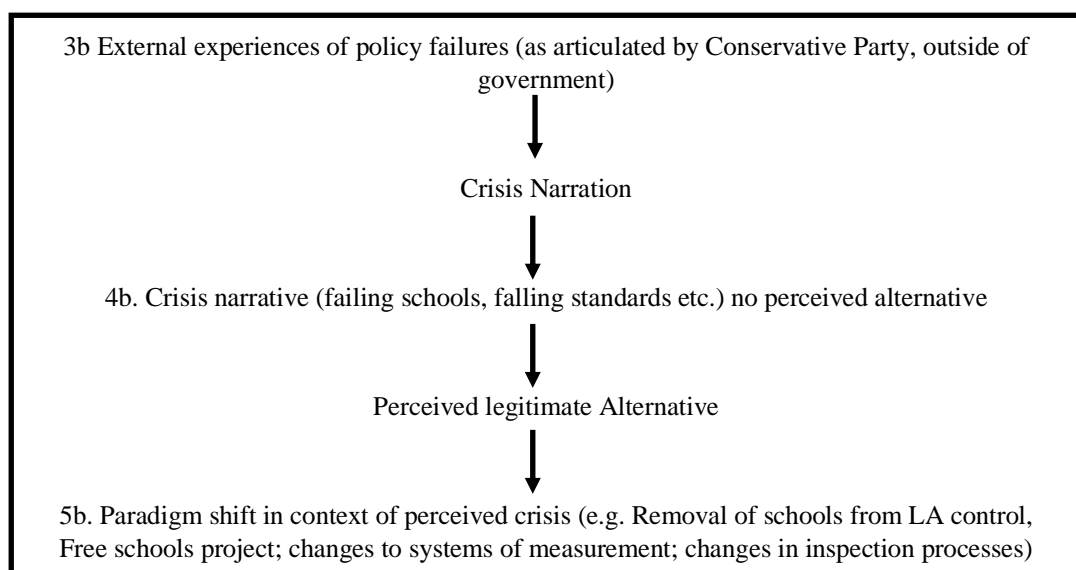 3b External experiences of policy failures (as articulated by Conservative Party, outside of
government)
Crisis Narration
4b. Crisis narrative (failing schools, falling standards etc.) no perceived alternative
Perceived legitimate Alternative
5b. Paradigm shift in context of perceived crisis (e.g. Removal of schools from LA control,
Free schools project; changes to systems of measurement; changes in inspection processes)